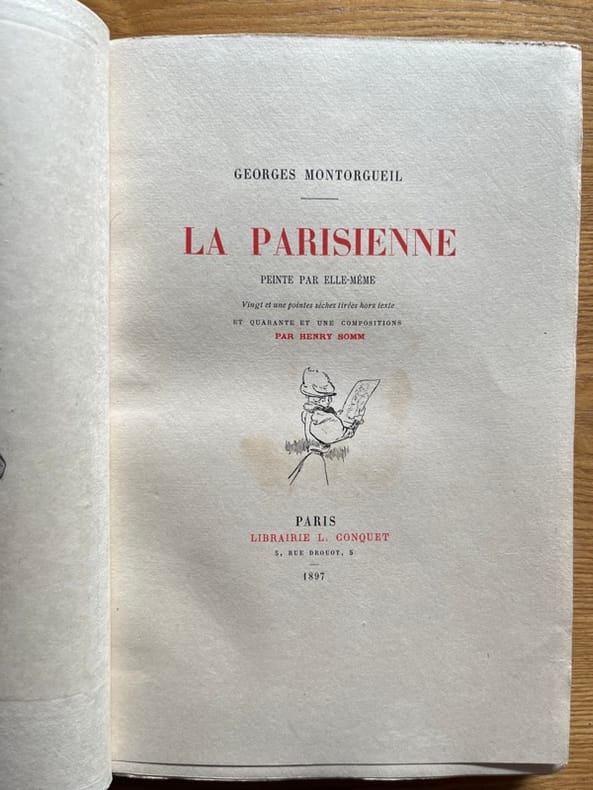 GEORGES MONTORGUEIL
LA PARISIENNE
PEINTE PAR ELLE-MÊME
Vingt et une pointes sèches tirées hors texte
ET QUARANTE ET UNE COMPOSITIONS
PAR HENRY SOMM
PARIS
LIBRAIRIE L. CONQUET
5, RUE DROUOT, 5
1897